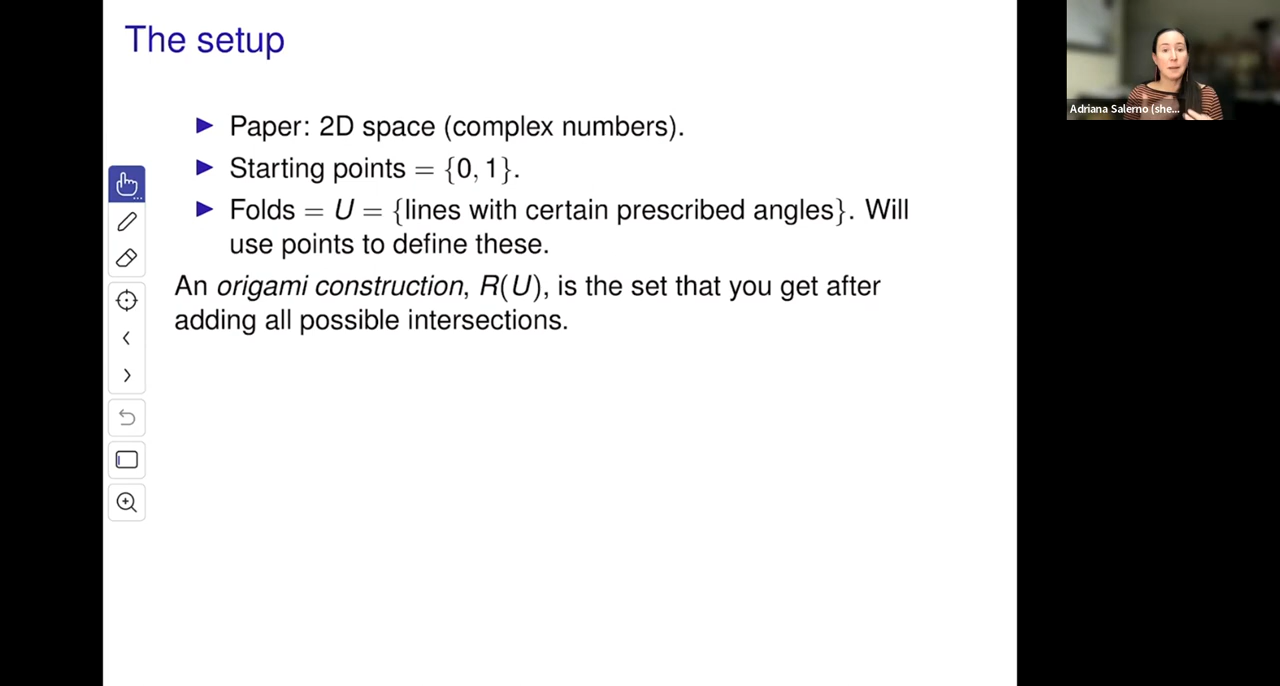 The setup
▶ Paper: 2D space (complex numbers).
▶ Starting points = {0, 1}.
▶ Folds = U = {lines with certain prescribed angles}. Will
use points to define these.
An origami construction, R(U), is the set that you get after
adding all possible intersections.
Adriana Salerno (she...